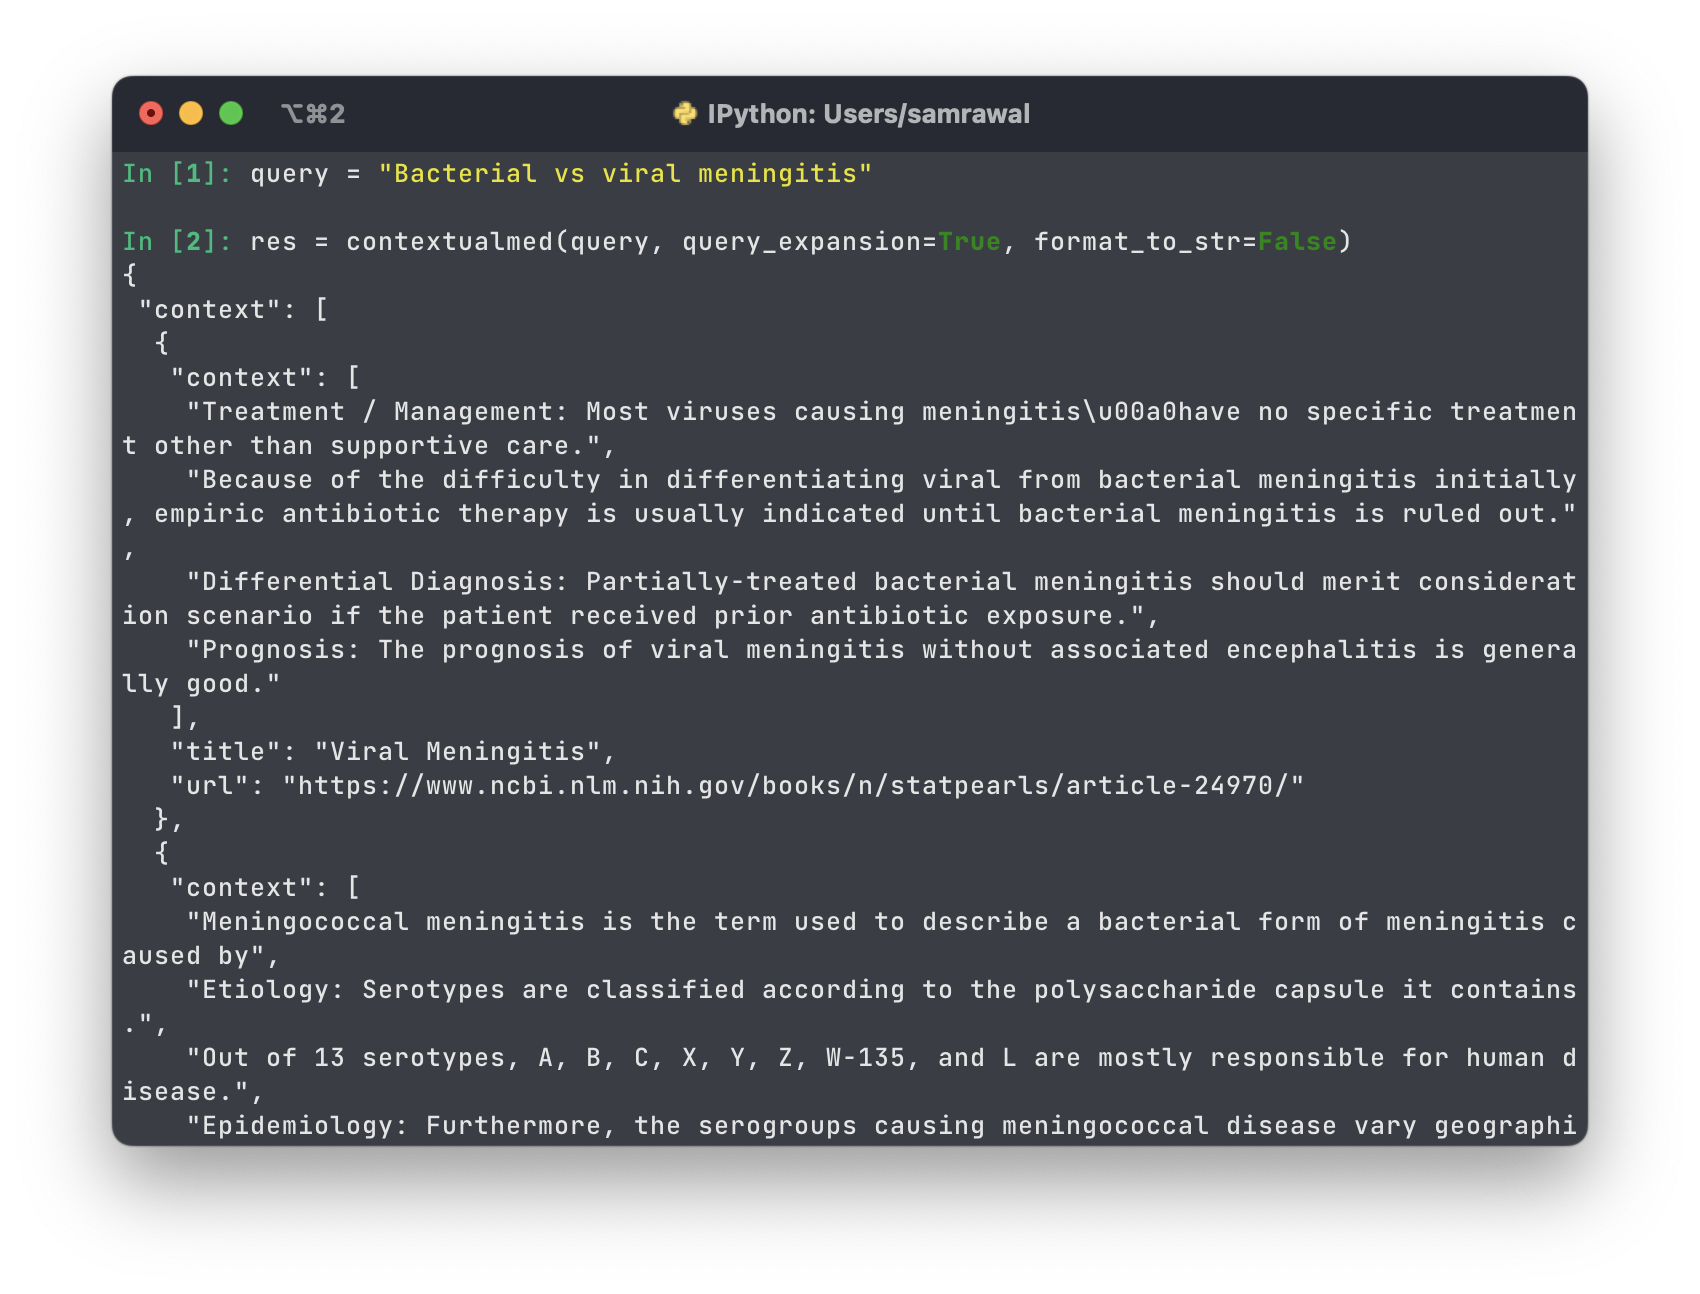 ⌥⌘2
IPython: Users/samrawal
In [1]: query = "Bacterial vs viral meningitis"
In [2]: res = contextualmed(query, query_expansion=True, format_to_str=False)
{
 "context": [
  {
   "context": [
    "Treatment / Management: Most viruses causing meningitis\u00a0have no specific treatmen
t other than supportive care.",
    "Because of the difficulty in differentiating viral from bacterial meningitis initially
, empiric antibiotic therapy is usually indicated until bacterial meningitis is ruled out."
,
    "Differential Diagnosis: Partially-treated bacterial meningitis should merit considerat
ion scenario if the patient received prior antibiotic exposure.",
    "Prognosis: The prognosis of viral meningitis without associated encephalitis is genera
lly good."
   ],
   "title": "Viral Meningitis",
   "url": "https://www.ncbi.nlm.nih.gov/books/n/statpearls/article-24970/"
  },
  {
   "context": [
    "Meningococcal meningitis is the term used to describe a bacterial form of meningitis c
aused by",
    "Etiology: Serotypes are classified according to the polysaccharide capsule it contains
.",
    "Out of 13 serotypes, A, B, C, X, Y, Z, W-135, and L are mostly responsible for human d
isease.",
    "Epidemiology: Furthermore, the serogroups causing meningococcal disease vary geographi